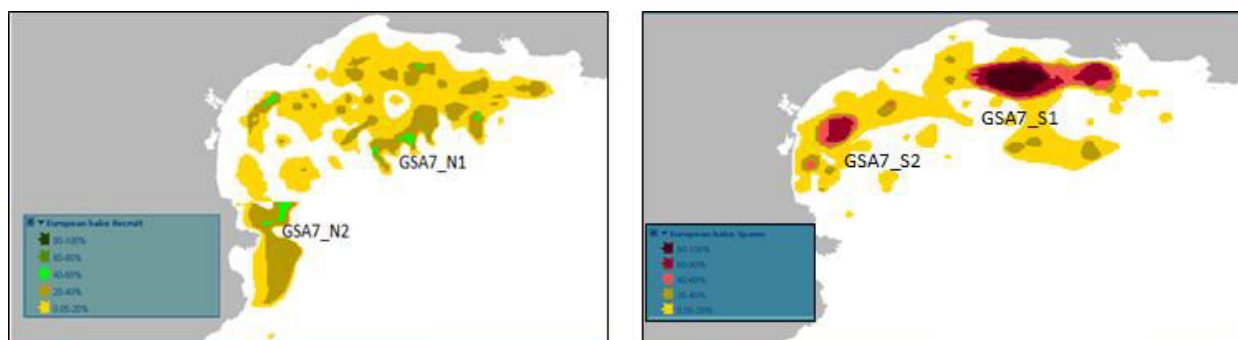 GSA7_N1
GSA7_N2
European hake Recruit
80-100%
60-80%
40-60%
20-40%
0.05-20%
GSA7_S1
GSA7_S2
European hake Spawn
80-100%
60-80%
40-60%
20-40%
0.05-20%